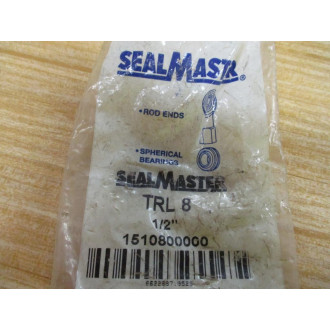 SEALMASTER
®
• ROD ENDS
• SPHERICAL
BEARINGS
SEALMASTER
TRL 8
1/2"
1510800000